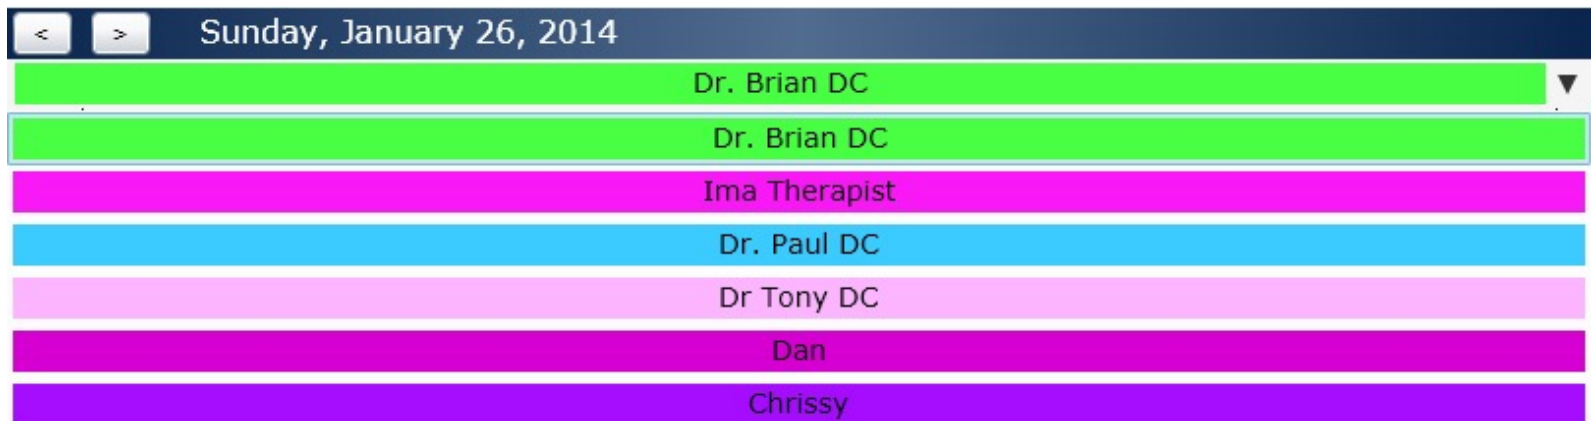 < > Sunday, January 26, 2014
Dr. Brian DC ▼
Dr. Brian DC
Ima Therapist
Dr. Paul DC
Dr Tony DC
Dan
Chrissy